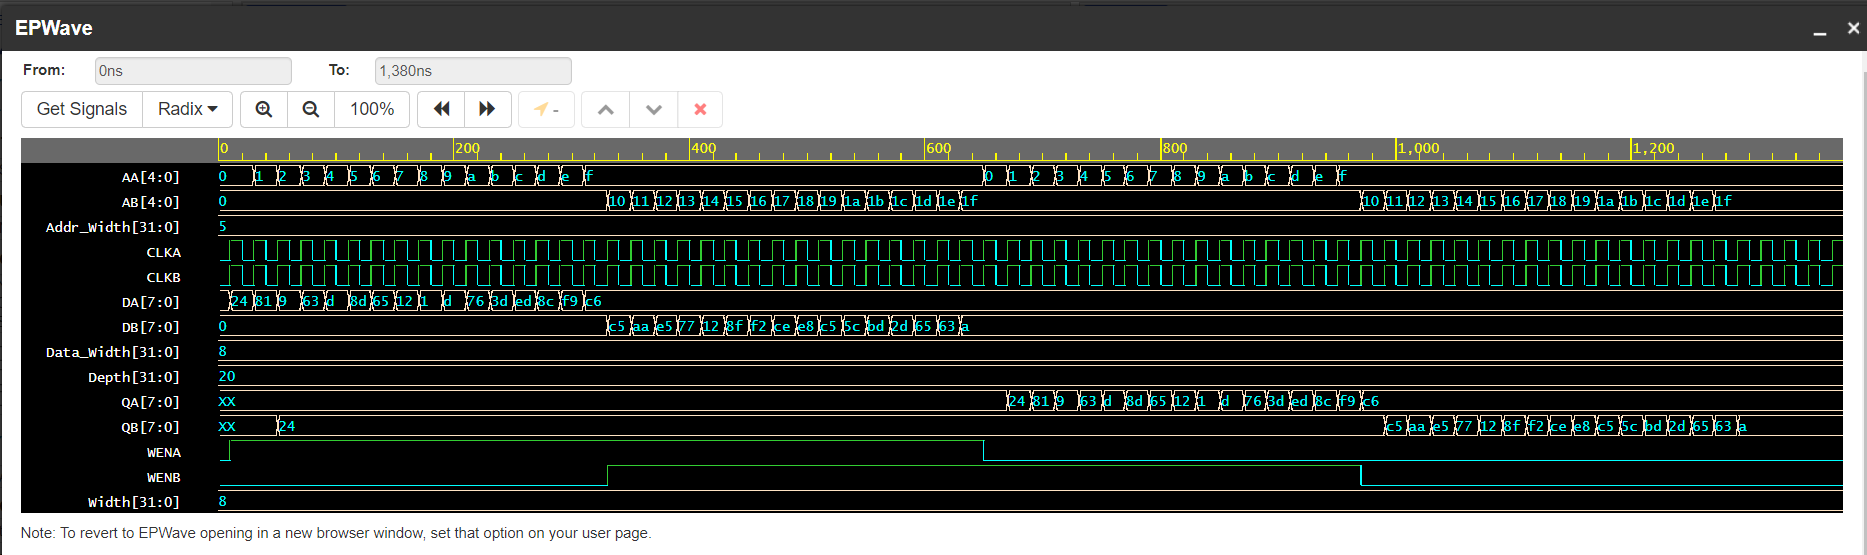 EPWave
From: 0ns To: 1,380ns
Get Signals Radix 100% -
0 200 400 600 800 1,000 1,200
AA[4:0] 0 1 2 3 4 5 6 7 8 9 a b c d e f 0 1 2 3 4 5 6 7 8 9 a b c d e f
AB[4:0] 0 10 11 12 13 14 15 16 17 18 19 1a 1b 1c 1d 1e 1f 10 11 12 13 14 15 16 17 18 19 1a 1b 1c 1d 1e 1f
Addr_Width[31:0] 5
CLKA
CLKB
DA[7:0] 24 81 9 63 d 8d 65 12 1 d 76 3d ed 8c f9 c6
DB[7:0] 0 c5 aa e5 77 12 8f f2 ce e8 c5 5c bd 2d 65 63 a
Data_Width[31:0] 8
Depth[31:0] 20
QA[7:0] XX 24 81 9 63 d 8d 65 12 1 d 76 3d ed 8c f9 c6
QB[7:0] XX 24 c5 aa e5 77 12 8f f2 ce e8 c5 5c bd 2d 65 63 a
WENA
WENB
Width[31:0] 8
Note: To revert to EPWave opening in a new browser window, set that option on your user page.